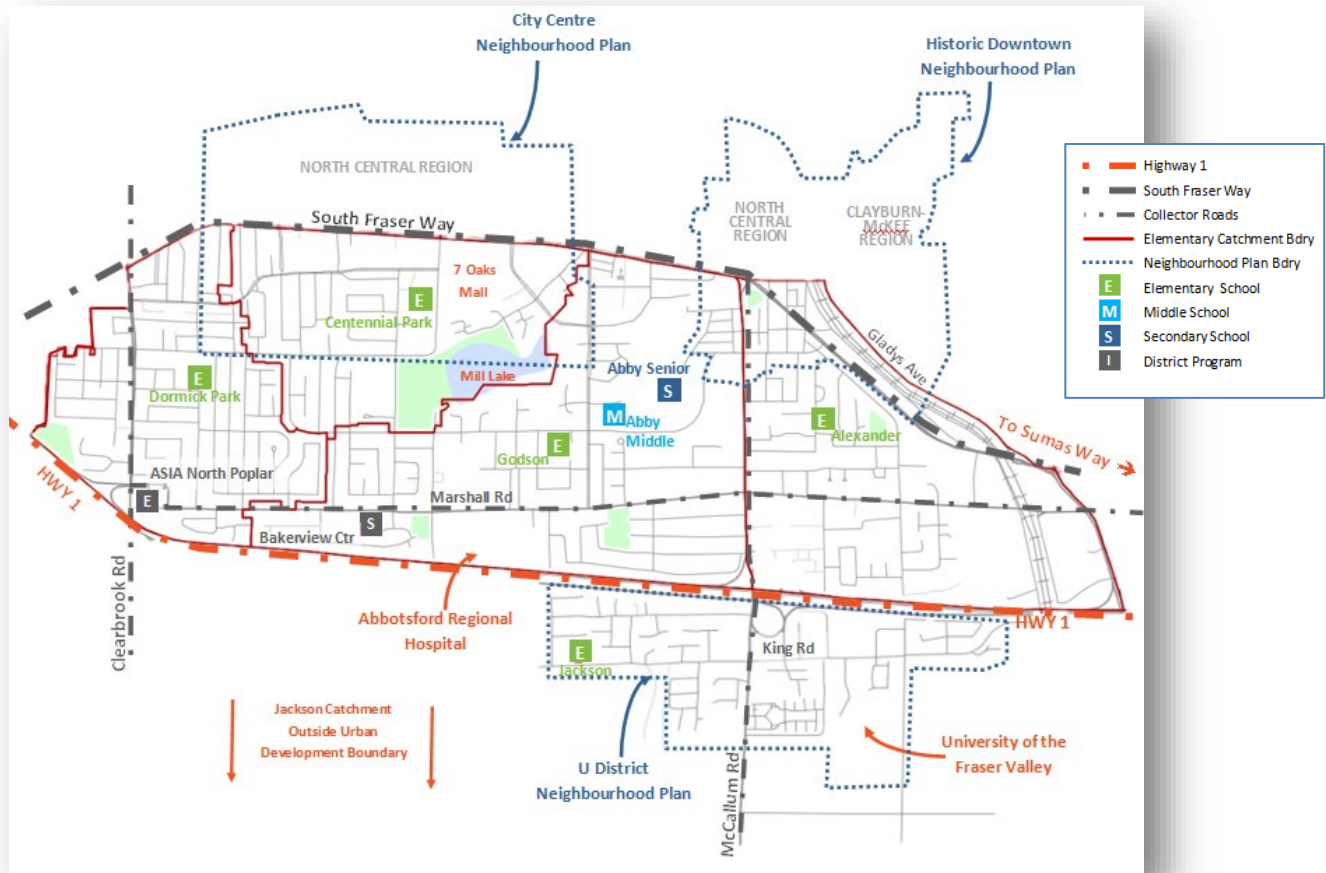 City Centre
Neighbourhood Plan
Historic Downtown
Neighbourhood Plan
NORTH CENTRAL REGION
NORTH
CENTRAL
REGION
CLAYBURN-
McKEE
REGION
South Fraser Way
7 Oaks
Mall
E
Centennial Park
Gladys Ave
Mill Lake
Abby Senior
S
E
Dormick Park
M
Abby
Middle
E
Alexander
E
Godson
To Sumas Way
ASIA North Poplar
E
HWY 1
Marshall Rd
S
Bakerview Ctr
Clearbrook Rd
Abbotsford Regional
Hospital
HWY 1
King Rd
E
Jackson
Jackson Catchment
Outside Urban
Development Boundary
U District
Neighbourhood Plan
McCallum Rd
University of the
Fraser Valley
Highway 1
South Fraser Way
Collector Roads
Elementary Catchment Bdry
Neighbourhood Plan Bdry
E Elementary School
M Middle School
S Secondary School
I District Program